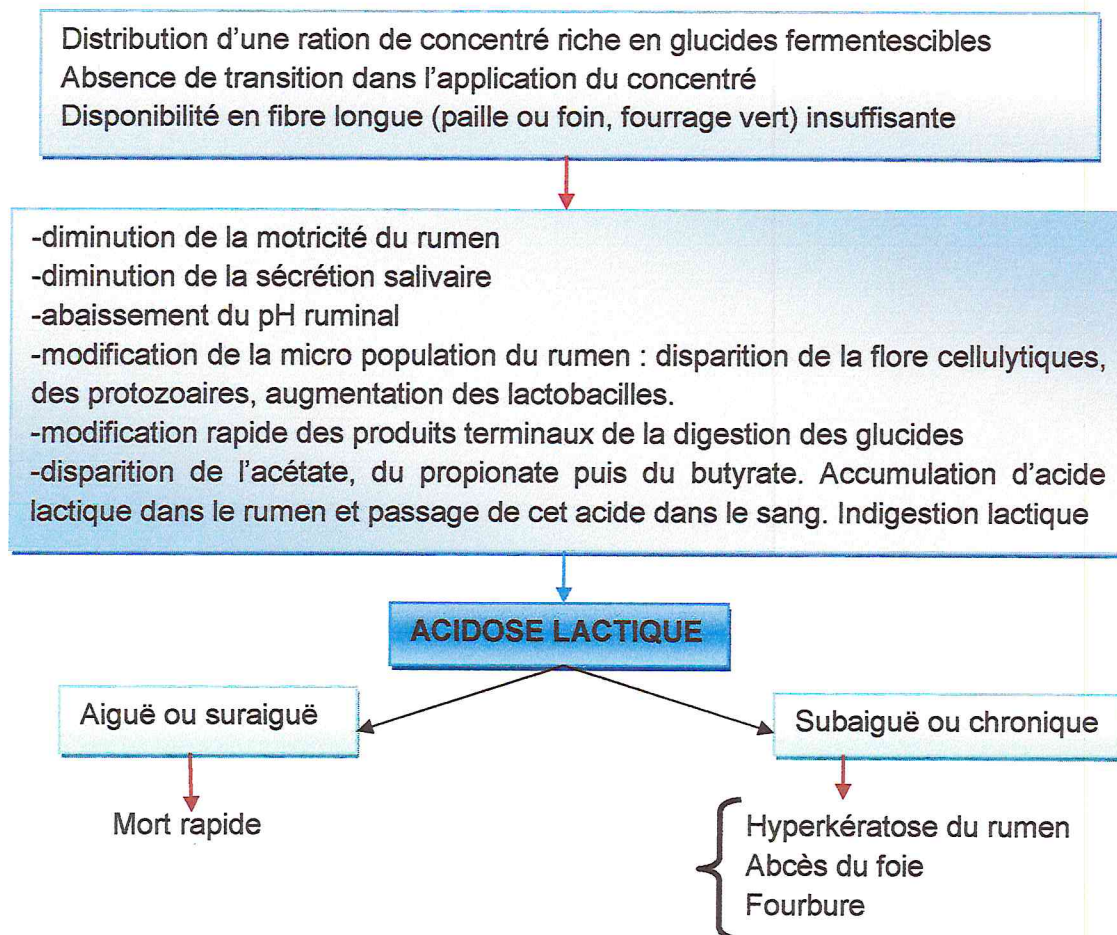 Distribution d'une ration de concentré riche en glucides fermentescibles
Absence de transition dans l'application du concentré
Disponibilité en fibre longue (paille ou foin, fourrage vert) insuffisante
-diminution de la motricité du rumen
-diminution de la sécrétion salivaire
-abaissement du pH ruminal
-modification de la micro population du rumen : disparition de la flore cellulytiques,
des protozoaires, augmentation des lactobacilles.
-modification rapide des produits terminaux de la digestion des glucides
-disparition de l'acétate, du propionate puis du butyrate. Accumulation d'acide
lactique dans le rumen et passage de cet acide dans le sang. Indigestion lactique
ACIDOSE LACTIQUE
Aiguë ou suraiguë
Subaiguë ou chronique
Mort rapide
Hyperkératose du rumen
Abcès du foie
Fourbure